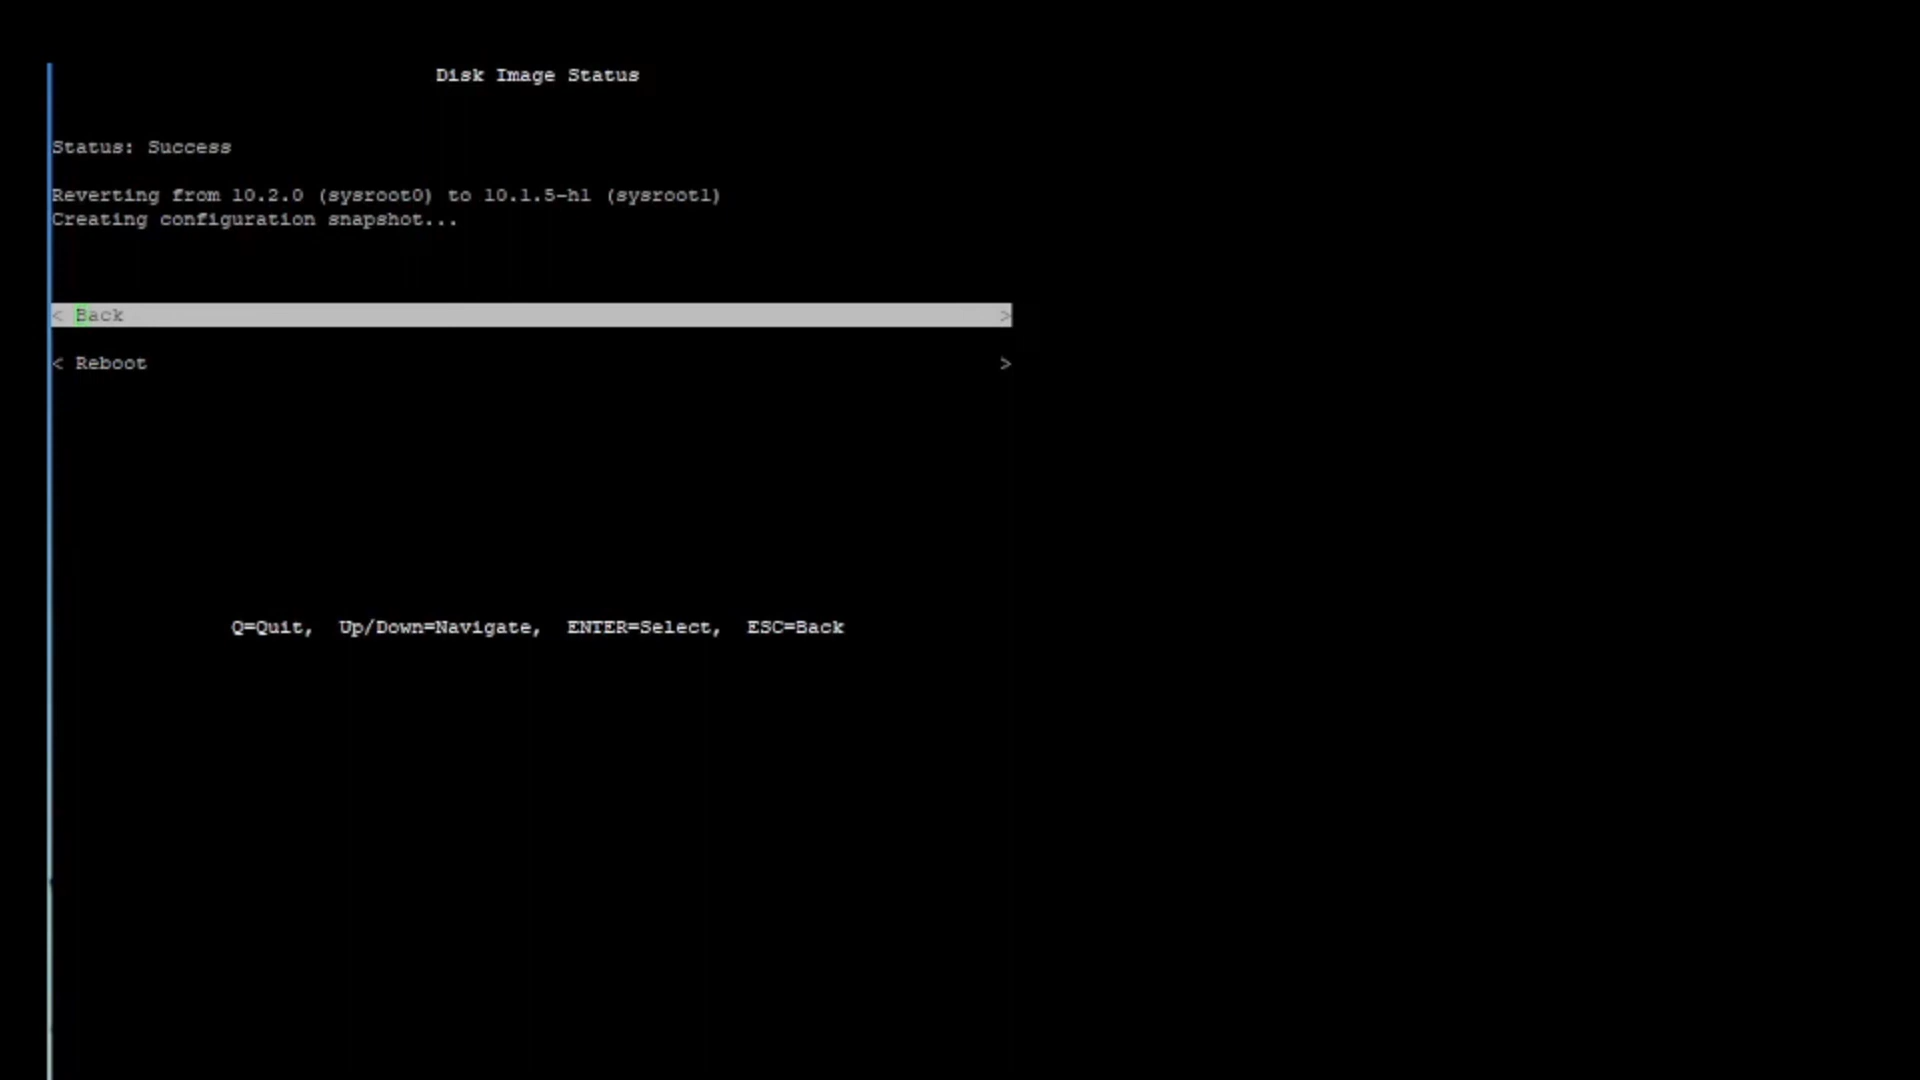 Disk Image Status
Status: Success
Reverting from 10.2.0 (sysroot0) to 10.1.5-h1 (sysroot1)
Creating configuration snapshot...
< Back >
< Reboot >
Q=Quit, Up/Down=Navigate, ENTER=Select, ESC=Back